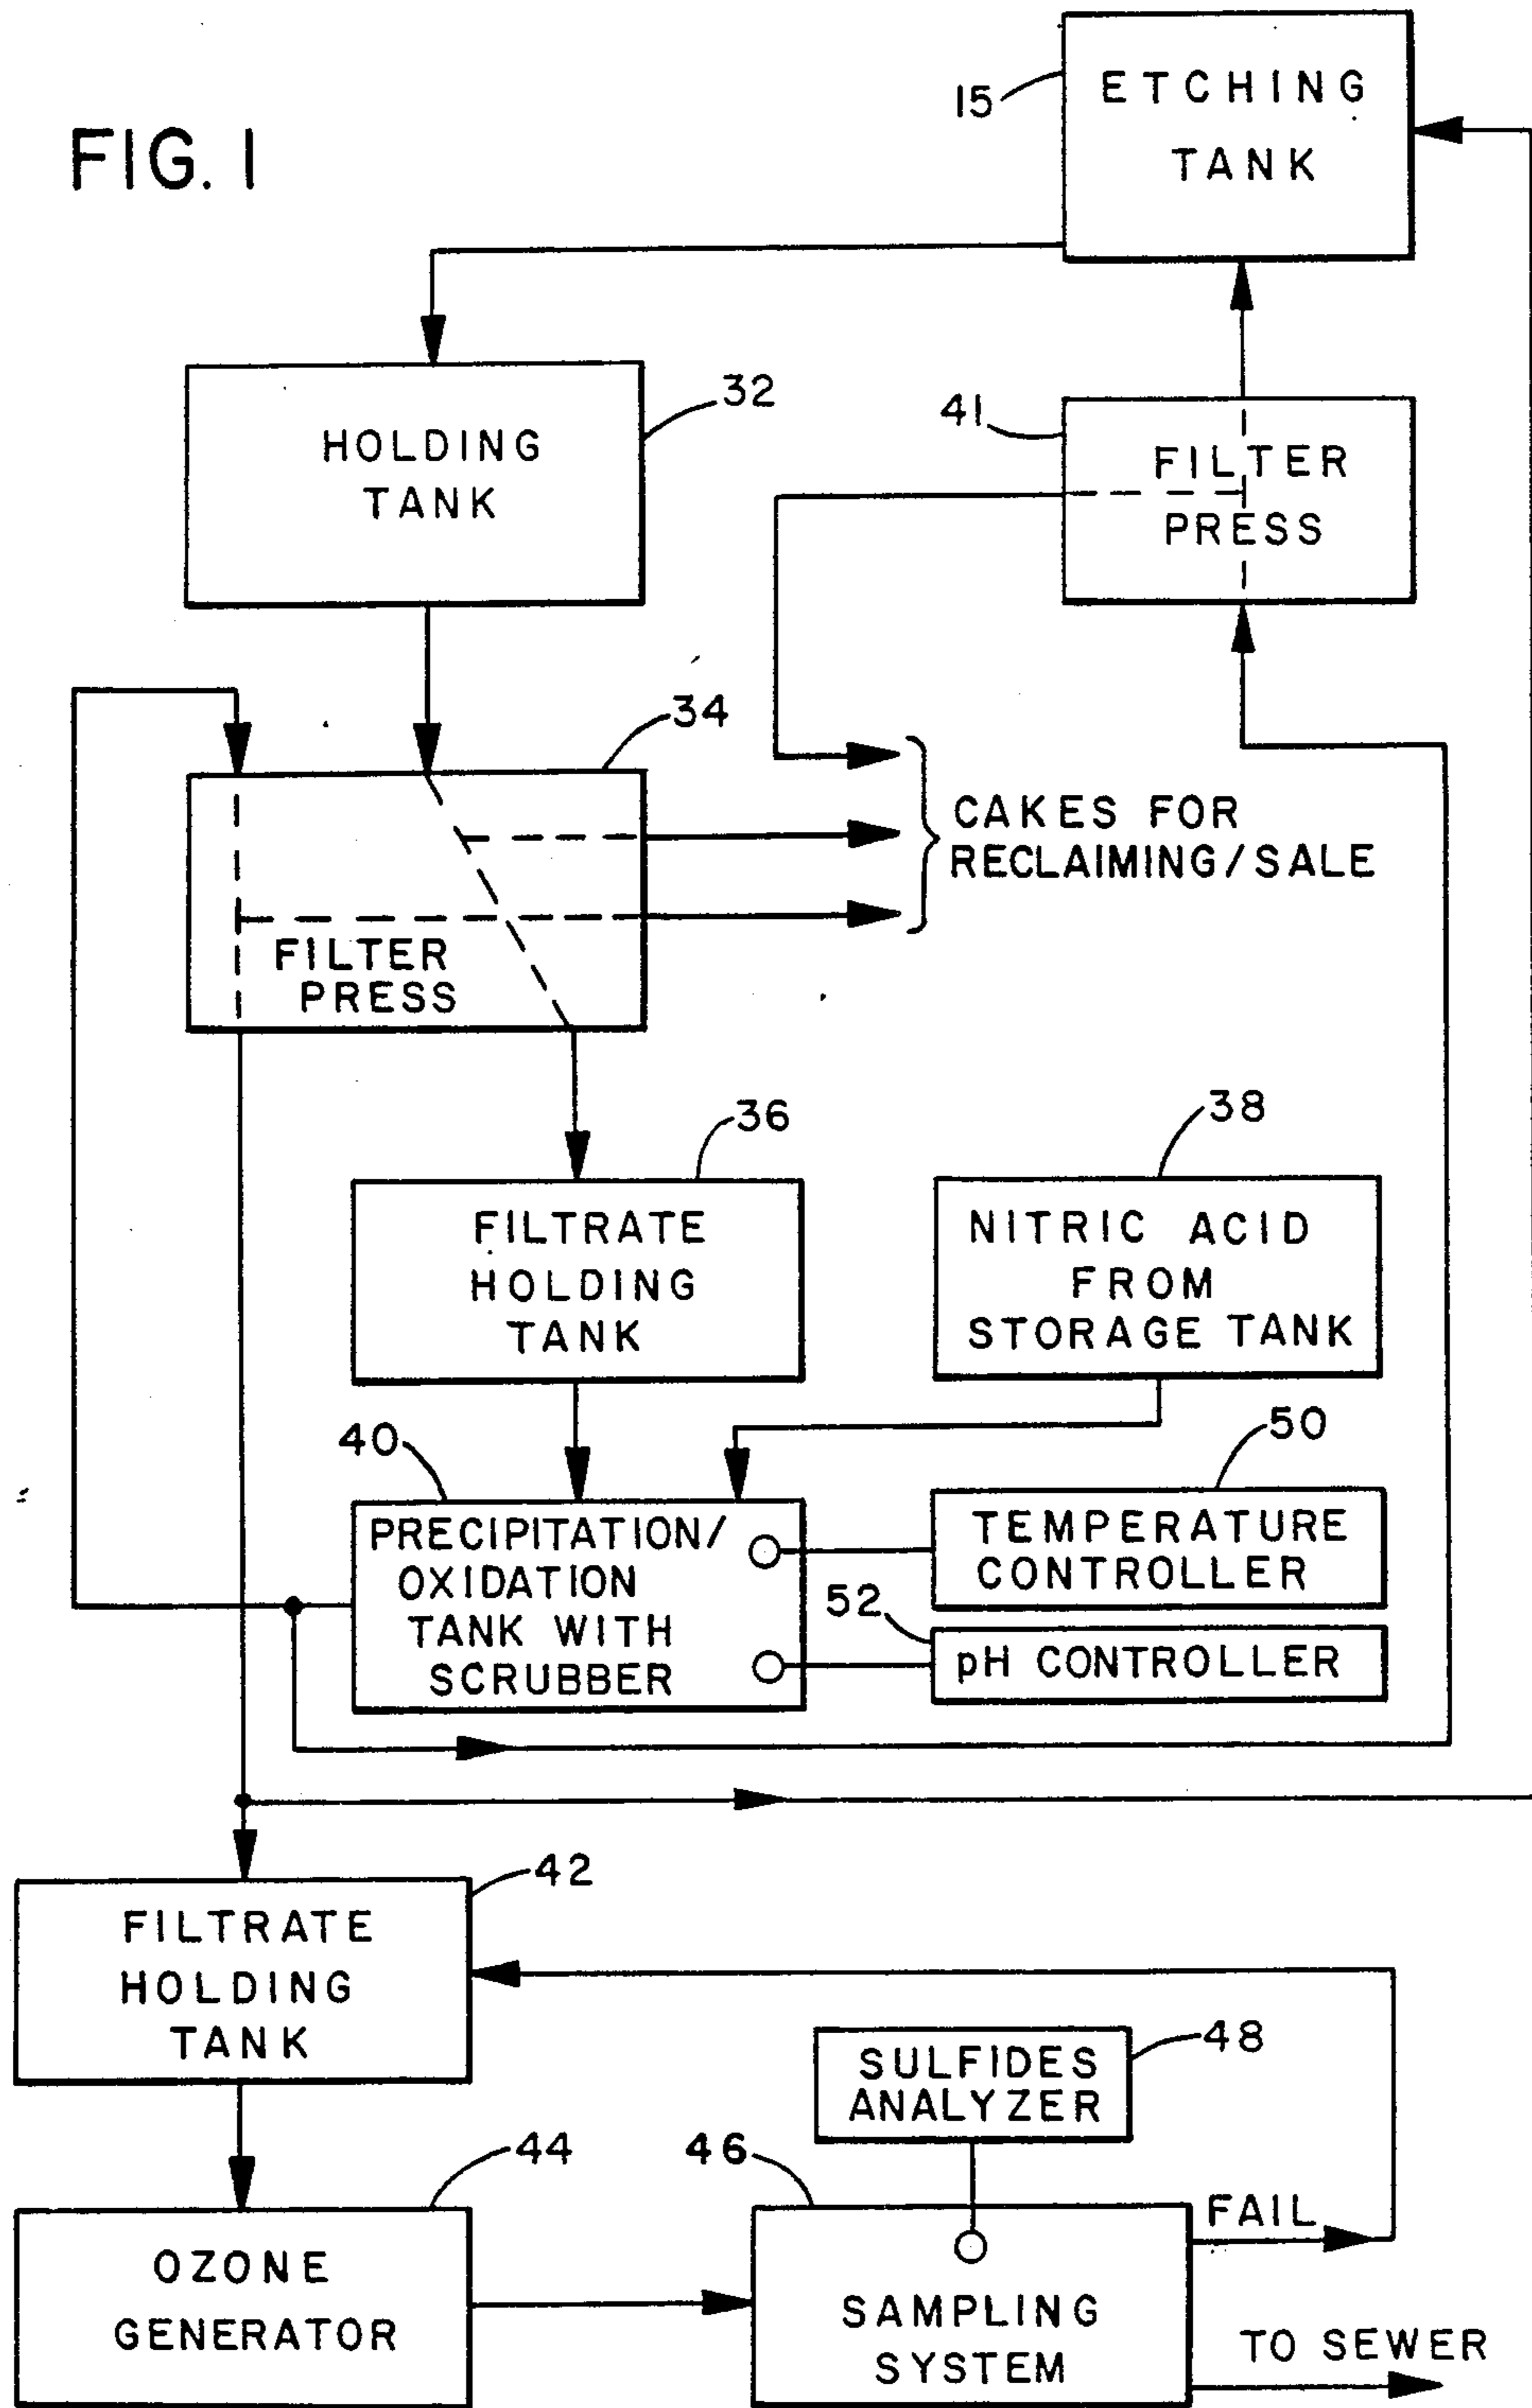 FIG. 1
15
ETCHING
TANK
32
HOLDING
TANK
41
FILTER
PRESS
34
FILTER
PRESS
CAKES FOR
RECLAIMING/SALE
36
FILTRATE
HOLDING
TANK
38
NITRIC ACID
FROM
STORAGE TANK
40
PRECIPITATION/
OXIDATION
TANK WITH
SCRUBBER
50
TEMPERATURE
CONTROLLER
52
pH CONTROLLER
42
FILTRATE
HOLDING
TANK
48
SULFIDES
ANALYZER
44
OZONE
GENERATOR
46
SAMPLING
SYSTEM
FAIL
TO SEWER